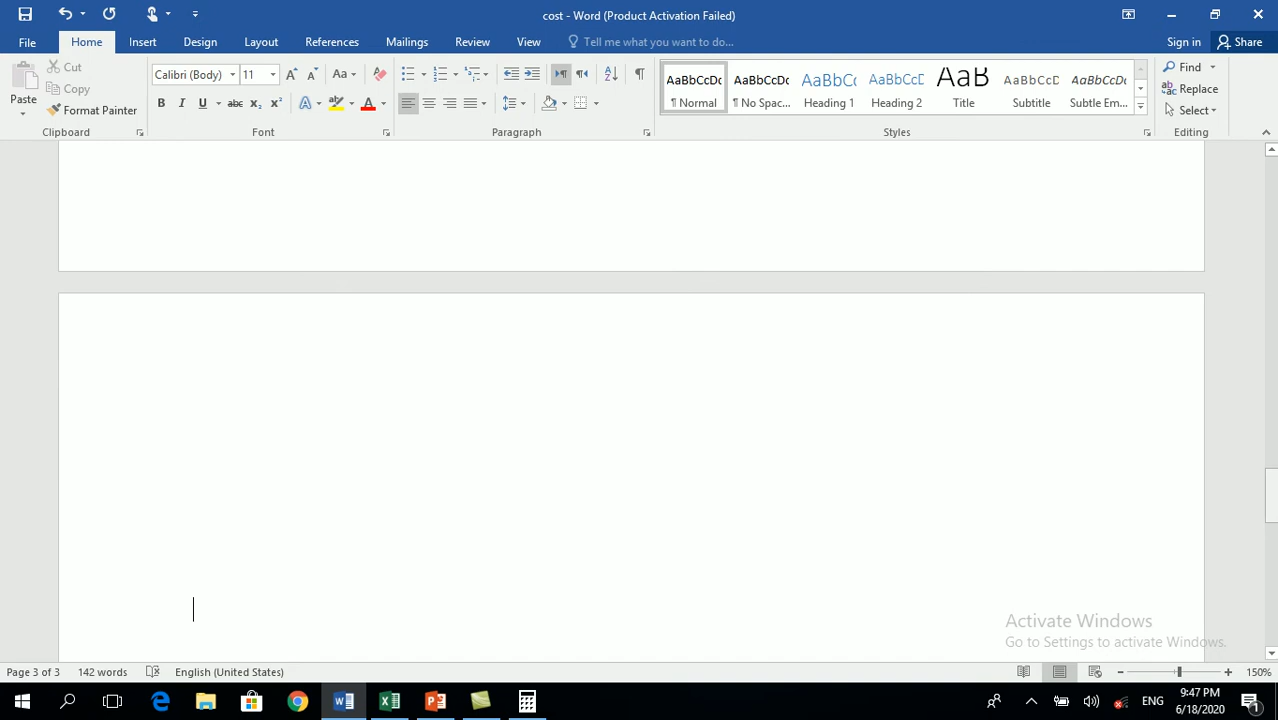 cost - Word (Product Activation Failed)
File Home Insert Design Layout References Mailings Review View Tell me what you want to do... Sign in Share
Paste
Cut
Copy
Format Painter
Clipboard
Calibri (Body) 11
Font
Paragraph
AaBbCcDc ¶ Normal
AaBbCcDc ¶ No Spac...
AaBbCc Heading 1
AaBbCcD Heading 2
AaB Title
AaBbCcD Subtitle
AaBbCcDc Subtle Em...
Styles
Find
Replace
Select
Editing
Activate Windows
Go to Settings to activate Windows.
Page 3 of 3 142 words English (United States) 150%
ENG
9:47 PM
6/18/2020